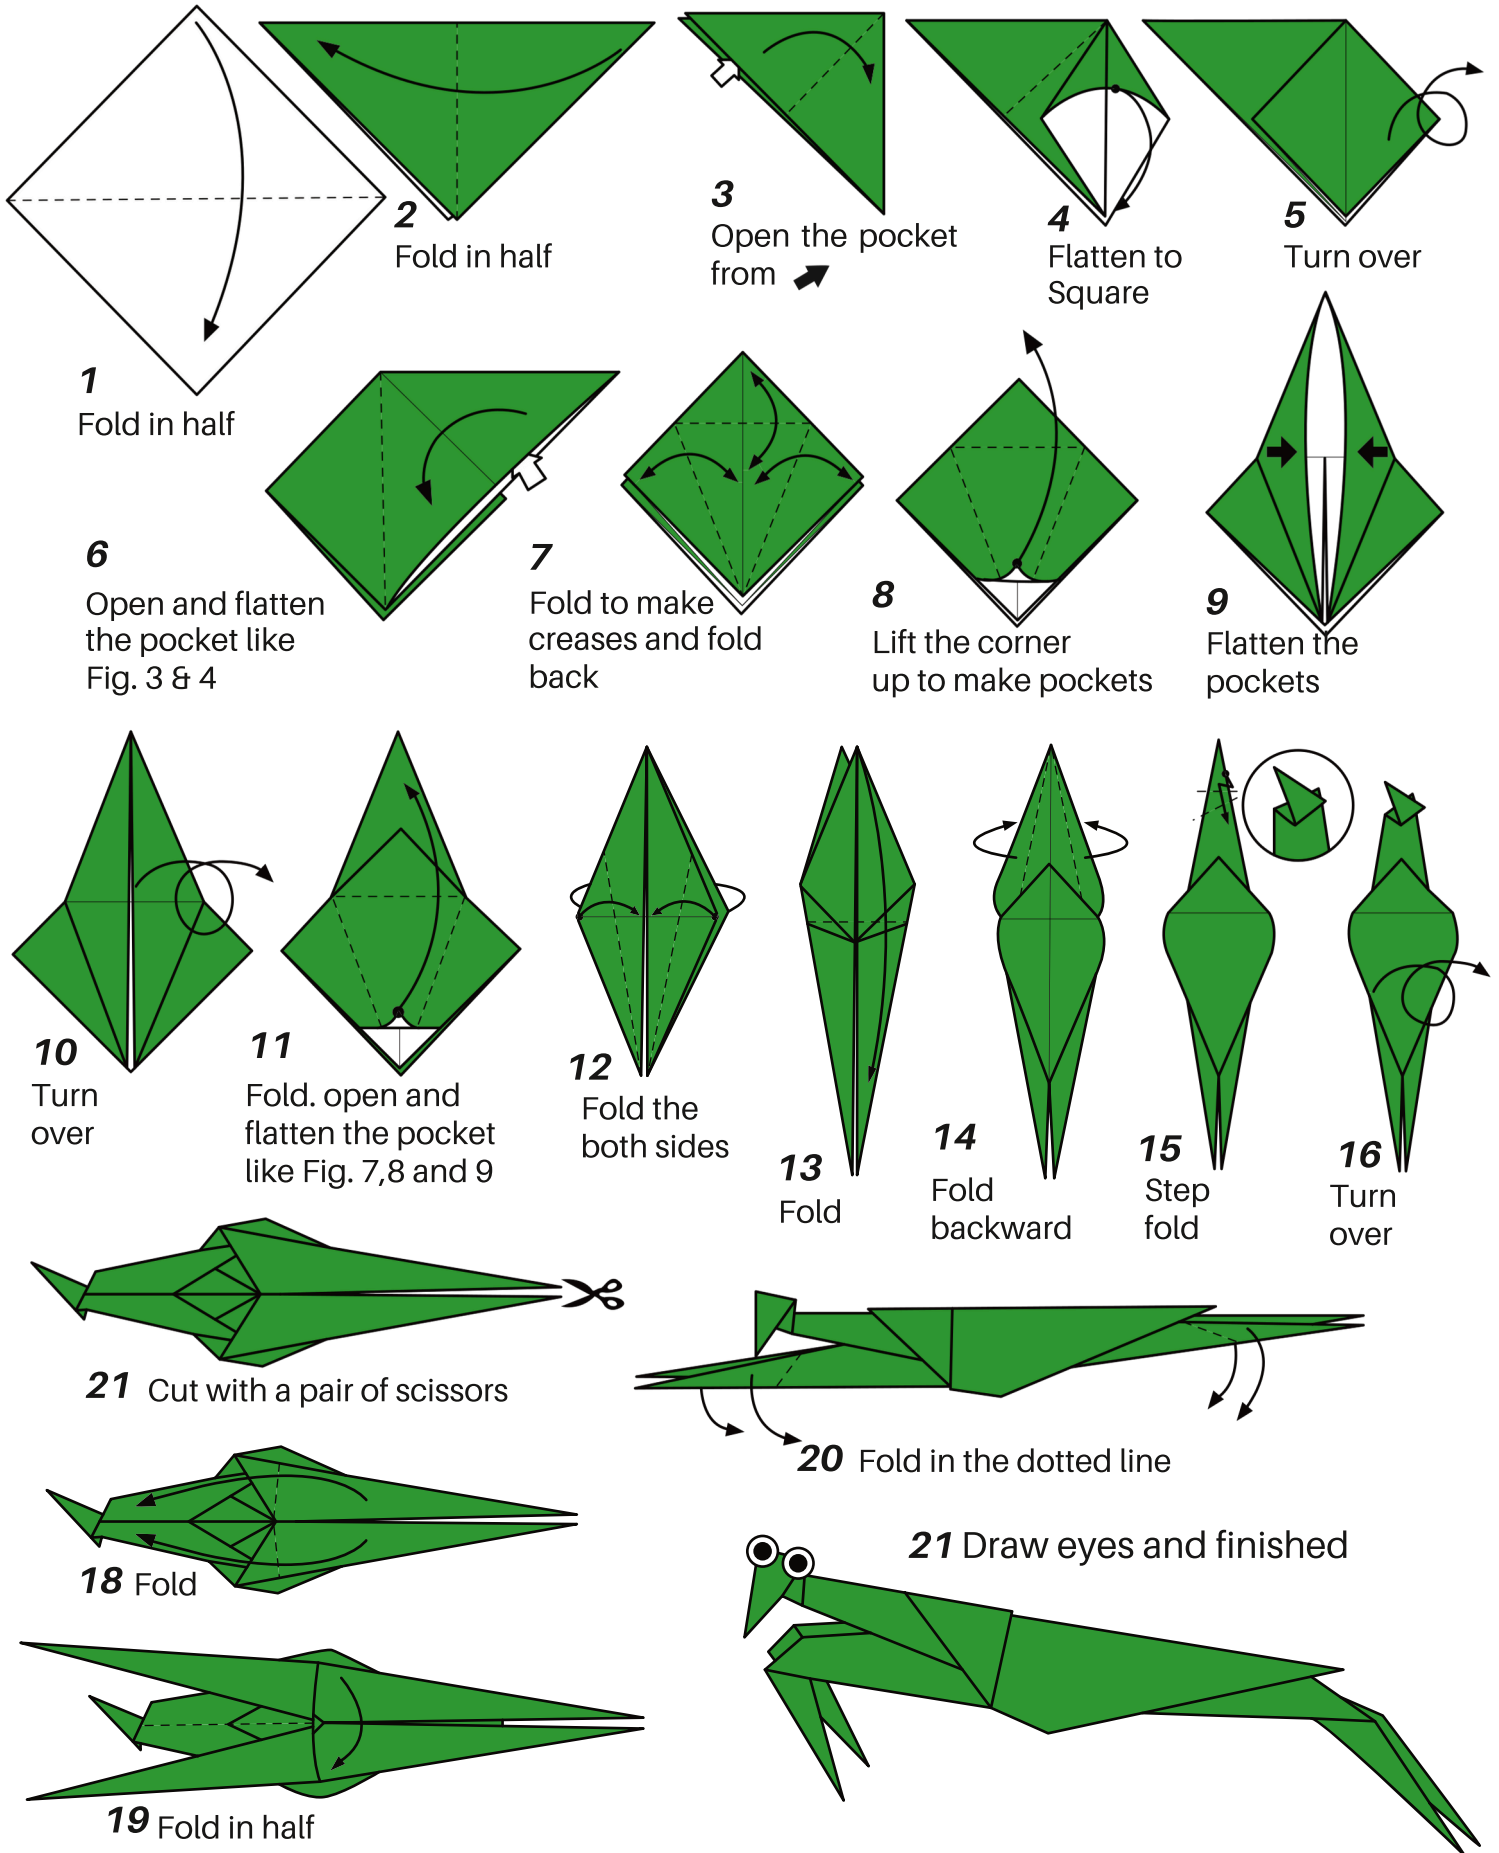 1
Fold in half
2
Fold in half
3
Open the pocket
from
4
Flatten to
Square
5
Turn over
6
Open and flatten
the pocket like
Fig. 3 & 4
7
Fold to make
creases and fold
back
8
Lift the corner
up to make pockets
9
Flatten the
pockets
10
Turn
over
11
Fold. open and
flatten the pocket
like Fig. 7,8 and 9
12
Fold the
both sides
13
Fold
14
Fold
backward
15
Step
fold
16
Turn
over
21 Cut with a pair of scissors
18 Fold
19 Fold in half
20 Fold in the dotted line
21 Draw eyes and finished